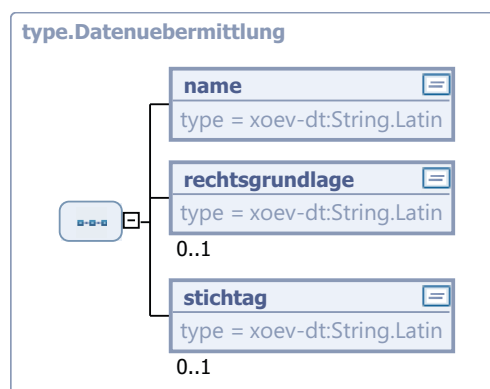 type.Datenuebermittlung
name
type = xoev-dt:String.Latin
rechtsgrundlage
type = xoev-dt:String.Latin
0..1
stichtag
type = xoev-dt:String.Latin
0..1